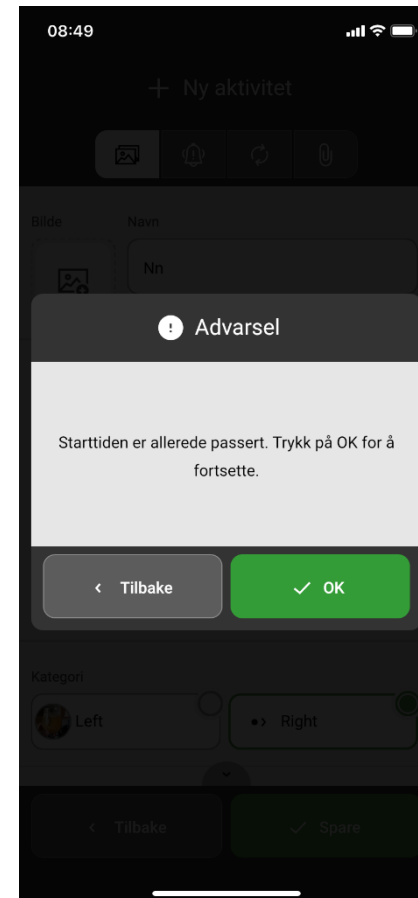 08:49
Ny aktivitet
Bilde Navn
Nn
Advarsel
Starttiden er allerede passert. Trykk på OK for å
fortsette.
Tilbake OK
Kategori
Left Right
Tilbake Spare